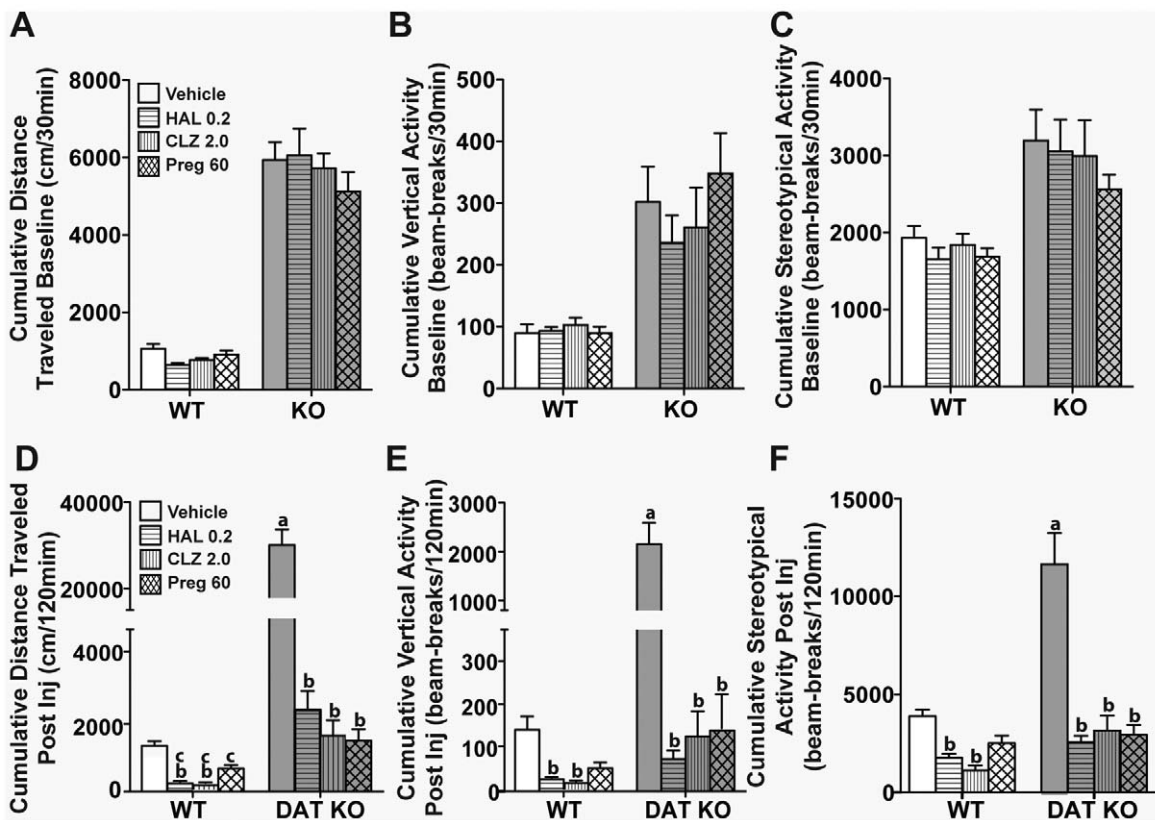 A
Cumulative Distance
Traveled Baseline (cm/30min)
8000
6000
4000
2000
0
Vehicle
HAL 0.2
CLZ 2.0
Preg 60
WT
KO
B
Cumulative Vertical Activity
Baseline (beam-breaks/30min)
500
400
300
200
100
0
WT
KO
C
Cumulative Stereotypical Activity
Baseline (beam-breaks/30min)
4000
3000
2000
1000
0
WT
KO
D
Cumulative Distance Traveled
Post Inj (cm/120mim)
40000
20000
4000
2000
0
Vehicle
HAL 0.2
CLZ 2.0
Preg 60
a
b
b
b
c
c
c
b
b
WT
DAT KO
E
Cumulative Vertical Activity
Post Inj (beam-breaks/120min)
3000
2000
1000
300
200
100
0
a
b
b
b
b
b
WT
DAT KO
F
Cumulative Stereotypical
Activity Post Inj
(beam-breaks/120min)
15000
10000
5000
0
a
b
b
b
b
b
WT
DAT KO